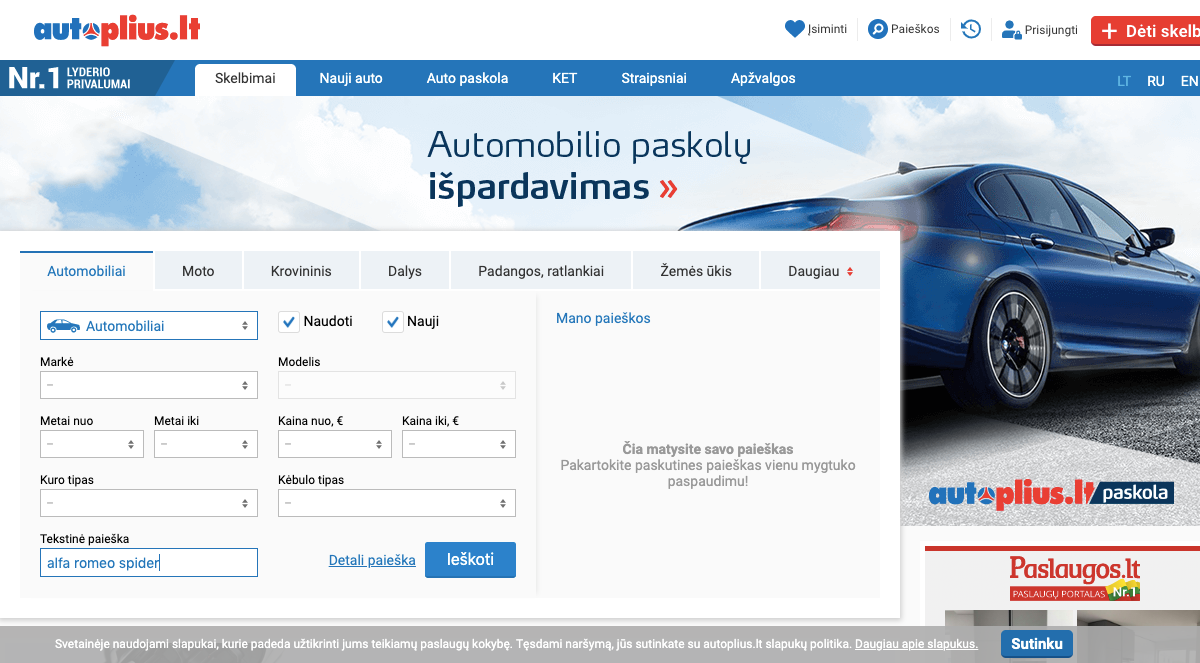 autoplius.lt
Įsiminti
Paieškos
Prisijungti
Dėti skelb
Nr.1 LYDERIO
PRIVALUMAI
Skelbimai
Nauji auto
Auto paskola
KET
Straipsniai
Apžvalgos
LT RU EN
Automobilio paskolų
išpardavimas »
Automobiliai
Moto
Krovininis
Dalys
Padangos, ratlankiai
Žemės ūkis
Daugiau
Automobiliai
Naudoti
Nauji
Mano paieškos
Markė
Modelis
–
–
Metai nuo
Metai iki
Kaina nuo, €
Kaina iki, €
–
–
–
–
Čia matysite savo paieškas
Pakartokite paskutines paieškas vienu mygtuko
paspaudimu!
Kuro tipas
Kėbulo tipas
–
–
autoplius.lt paskola
Tekstinė paieška
alfa romeo spider
Detali paieška
Ieškoti
Paslaugos.lt
PASLAUGŲ PORTALAS Nr.1
Svetainėje naudojami slapukai, kurie padeda užtikrinti jums teikiamų paslaugų kokybę. Tęsdami naršymą, jūs sutinkate su autoplius.lt slapukų politika. Daugiau apie slapukus.
Sutinku